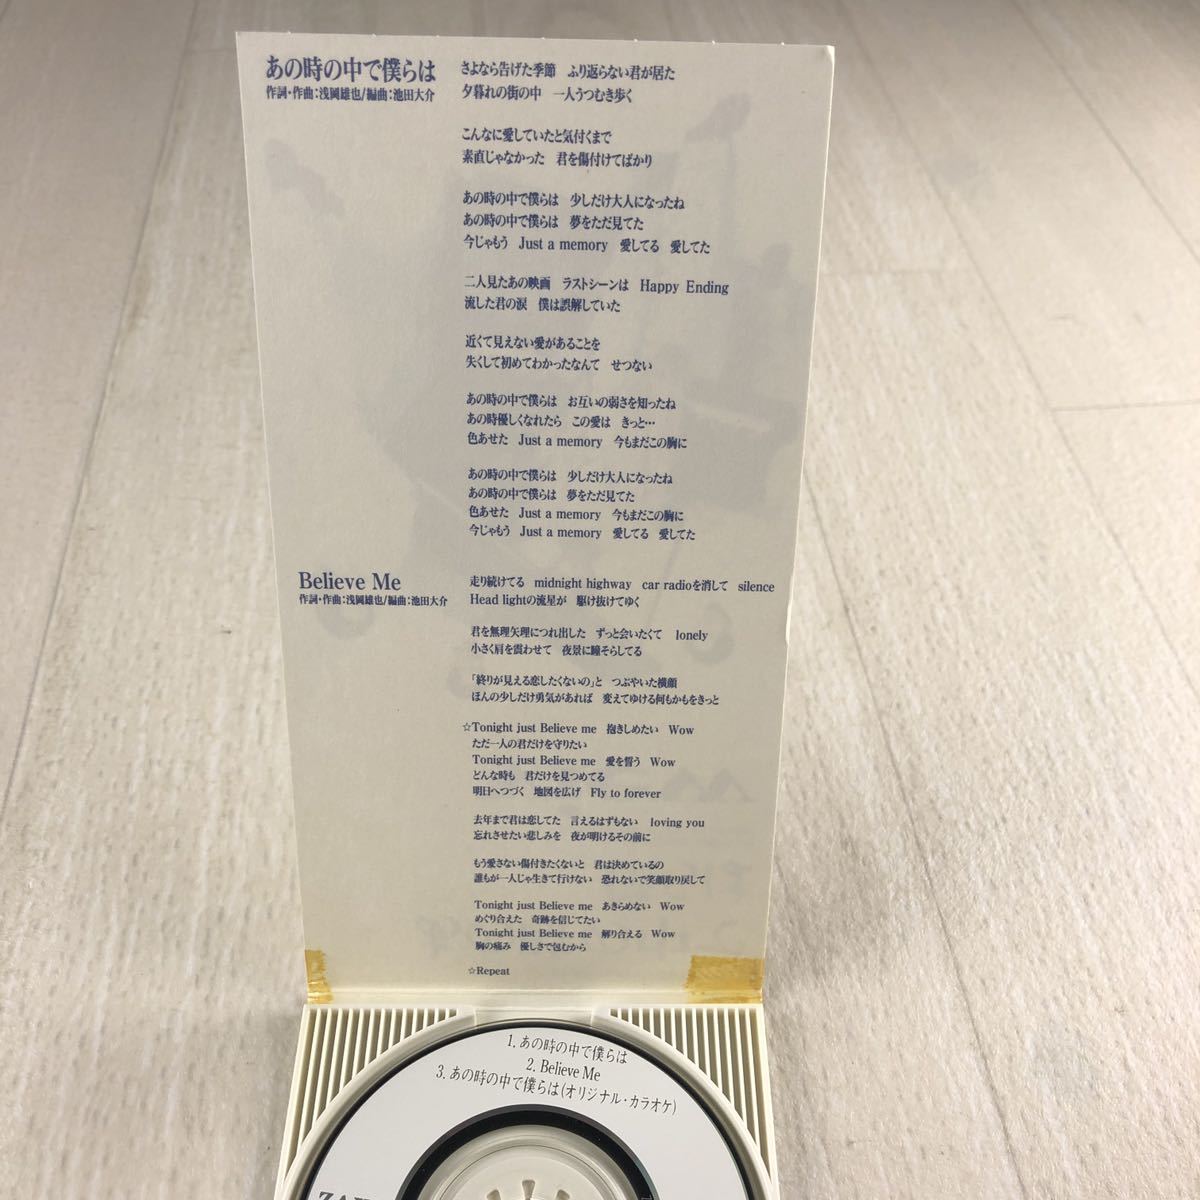 あの時の中で僕らは
作詞・作曲:浅岡雄也/編曲:池田大介
さよなら告げた季節　ふり返らない君が居た
夕暮れの街の中　一人うつむき歩く
こんなに愛していたと気付くまで
素直じゃなかった　君を傷付けてばかり
あの時の中で僕らは　少しだけ大人になったね
あの時の中で僕らは　夢をただ見てた
今じゃもう　Just a memory　愛してる　愛してた
二人見たあの映画　ラストシーンは　Happy Ending
流した君の涙　僕は誤解していた
近くて見えない愛があることを
失くして初めてわかったなんて　せつない
あの時の中で僕らは　お互いの弱さを知ったね
あの時優しくなれたら　この愛は　きっと…
色あせた　Just a memory　今もまだこの胸に
あの時の中で僕らは　少しだけ大人になったね
あの時の中で僕らは　夢をただ見てた
色あせた　Just a memory　今もまだこの胸に
今じゃもう　Just a memory　愛してる　愛してた
Believe Me
作詞・作曲:浅岡雄也/編曲:池田大介
走り続けてる　midnight highway　car radioを消して　silence
Head lightの流星が　駆け抜けてゆく
君を無理矢理につれ出した　ずっと会いたくて　lonely
小さく肩を震わせて　夜景に瞳そらしてる
「終りが見える恋したくないの」と　つぶやいた横顔
ほんの少しだけ勇気があれば　変えてゆける何もかもをきっと
☆Tonight just Believe me　抱きしめたい　Wow
ただ一人の君だけを守りたい
Tonight just Believe me　愛を誓う　Wow
どんな時も　君だけを見つめてる
明日へつづく　地図を広げ　Fly to forever
去年まで君は恋してた　言えるはずもない　loving you
忘れさせたい悲しみを　夜が明けるその前に
もう愛さない傷付きたくないと　君は決めているの
誰もが一人じゃ生きて行けない　恐れないで笑顔取り戻して
Tonight just Believe me　あきらめない　Wow
めぐり合えた　奇跡を信じてたい
Tonight just Believe me　解り合える　Wow
胸の痛み　優しさで包むから
☆Repeat
1. あの時の中で僕らは
2. Believe Me
3. あの時の中で僕らは(オリジナル・カラオケ)